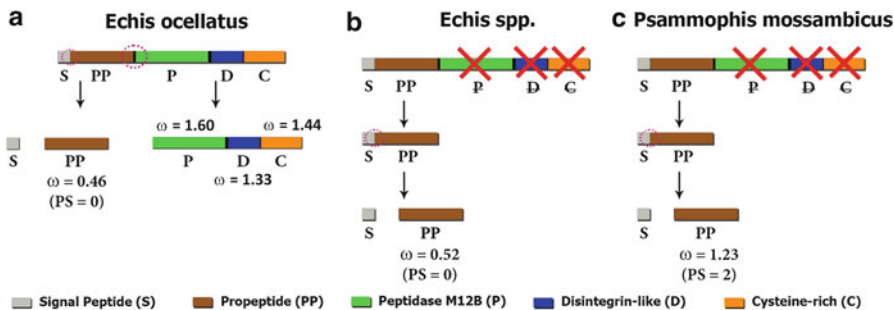 a Echis ocellatus
S PP P D C
ω = 1.60 ω = 1.44
S PP P D C
ω = 0.46 ω = 1.33
(PS = 0)
b Echis spp.
S PP P D C
S PP
S PP
ω = 0.52
(PS = 0)
c Psammophis mossambicus
S PP P D C
S PP
S PP
ω = 1.23
(PS = 2)
Signal Peptide (S) Propeptide (PP) Peptidase M12B (P) Disintegrin-like (D) Cysteine-rich (C)